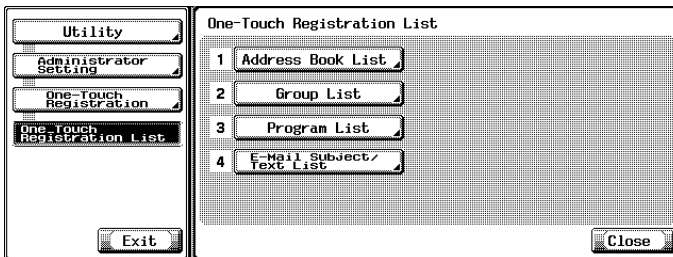 Utility
Administrator
Setting
One-Touch
Registration
One-Touch
Registration List
Exit
One-Touch Registration List
1 Address Book List
2 Group List
3 Program List
4 E-Mail Subject/
Text List
Close